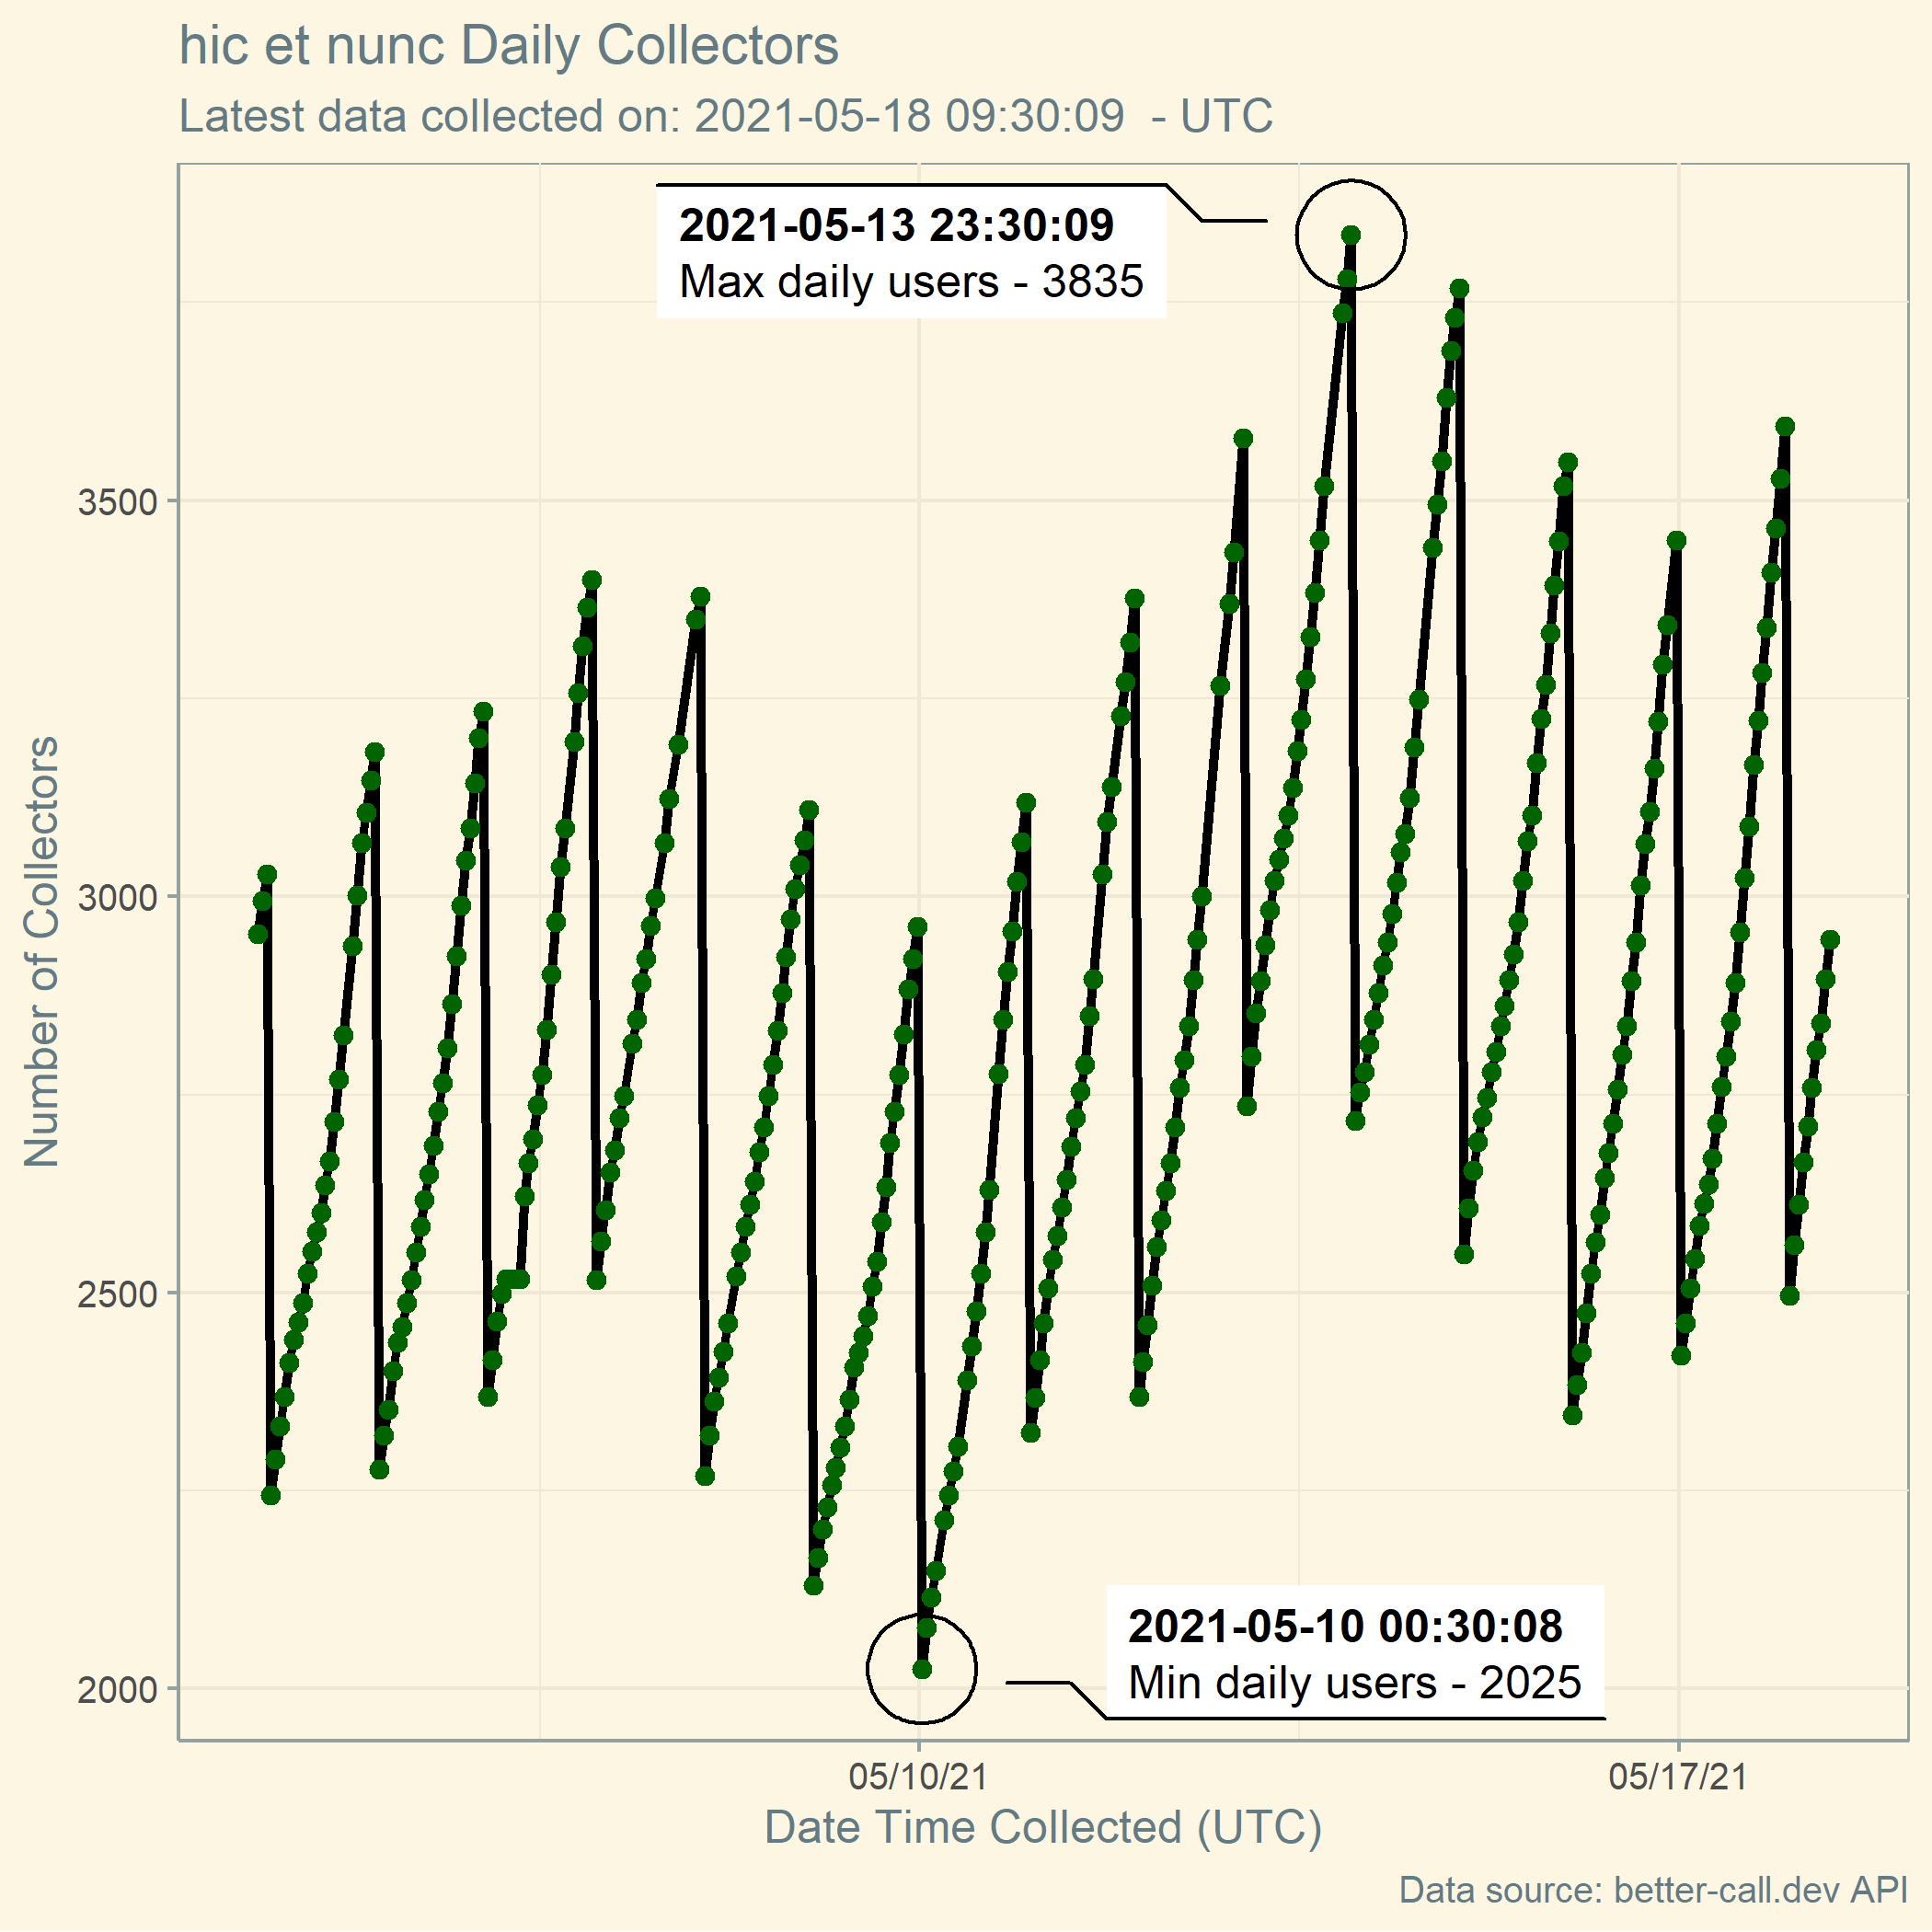 hic et nunc Daily Collectors
Latest data collected on: 2021-05-18 09:30:09  - UTC
2021-05-13 23:30:09
Max daily users - 3835
3500
3000
2500
2000
Number of Collectors
2021-05-10 00:30:08
Min daily users - 2025
05/10/21
05/17/21
Date Time Collected (UTC)
Data source: better-call.dev API